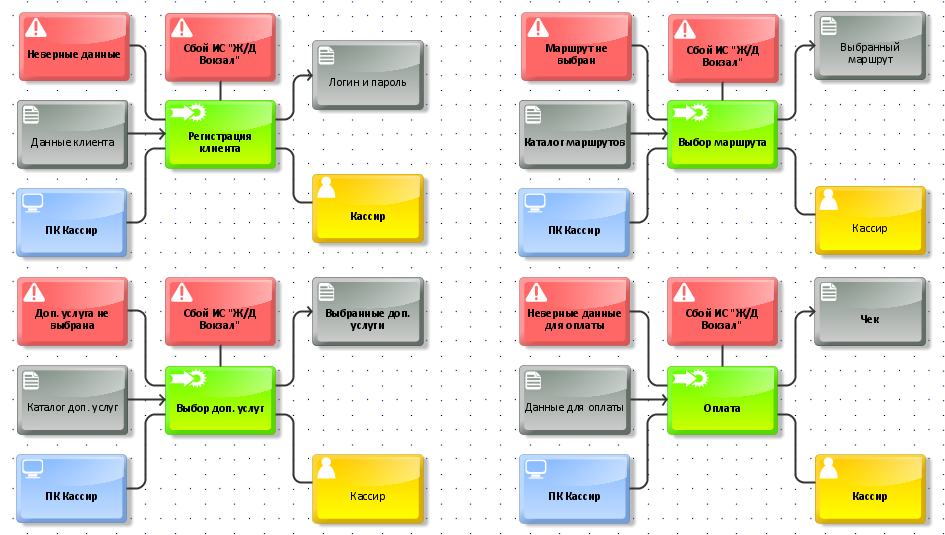 Неверные данные
Сбой ИС "Ж/Д
Вокзал"
Логин и пароль
Данные клиента
Регистрация
клиента
ПК Кассир
Кассир
Маршрут не
выбран
Сбой ИС "Ж/Д
Вокзал"
Выбранный
маршрут
Каталог маршрутов
Выбор маршрута
ПК Кассир
Кассир
Доп. услуга не
выбрана
Сбой ИС "Ж/Д
Вокзал"
Выбранные доп.
услуги
Каталог доп. услуг
Выбор доп. услуг
ПК Кассир
Кассир
Неверные данные
для оплаты
Сбой ИС "Ж/Д
Вокзал"
Чек
Данные для оплаты
Оплата
ПК Кассир
Кассир